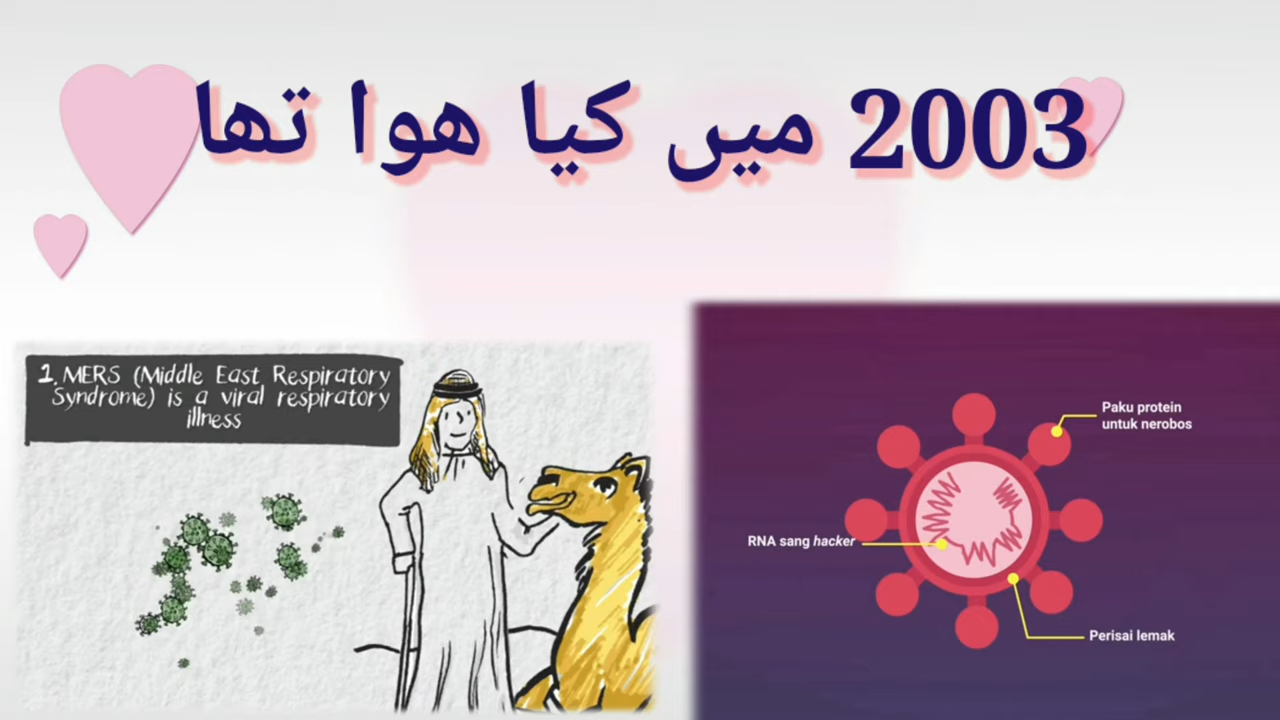 2003 میں کیا ھوا تھا
1. MERS (Middle East Respiratory
Syndrome) is a viral respiratory
illness
Paku protein
untuk nerobos
RNA sang hacker
Perisai lemak